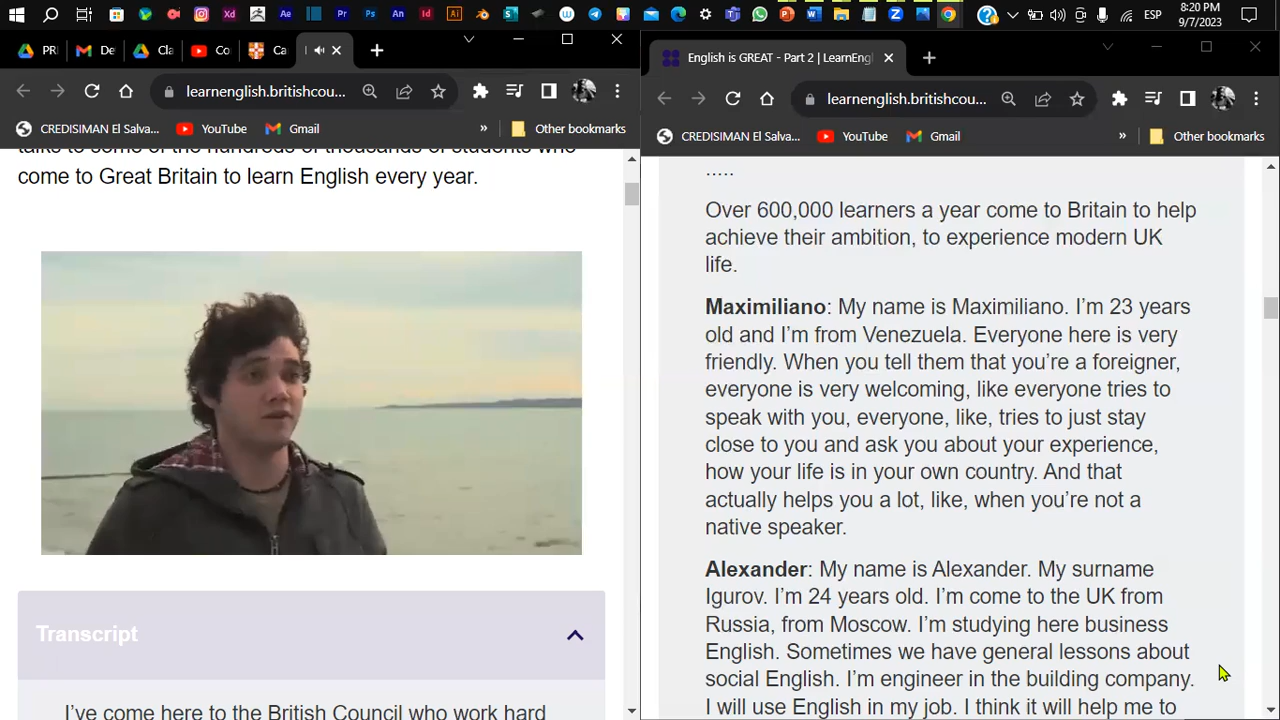 8:20 PM
ESP
9/7/2023
PR
De
Cla
Co
Ca
English is GREAT - Part 2 | LearnEngl
learnenglish.britishcou...
learnenglish.britishcou...
CREDISIMAN El Salva...
YouTube
Gmail
»
Other bookmarks
CREDISIMAN El Salva...
YouTube
Gmail
»
Other bookmarks
come to Great Britain to learn English every year.
Transcript
I've come here to the British Council who work hard
.....
Over 600,000 learners a year come to Britain to help
achieve their ambition, to experience modern UK
life.
Maximiliano: My name is Maximiliano. I'm 23 years
old and I'm from Venezuela. Everyone here is very
friendly. When you tell them that you're a foreigner,
everyone is very welcoming, like everyone tries to
speak with you, everyone, like, tries to just stay
close to you and ask you about your experience,
how your life is in your own country. And that
actually helps you a lot, like, when you're not a
native speaker.
Alexander: My name is Alexander. My surname
Igurov. I'm 24 years old. I'm come to the UK from
Russia, from Moscow. I'm studying here business
English. Sometimes we have general lessons about
social English. I'm engineer in the building company.
I will use English in my job. I think it will help me to